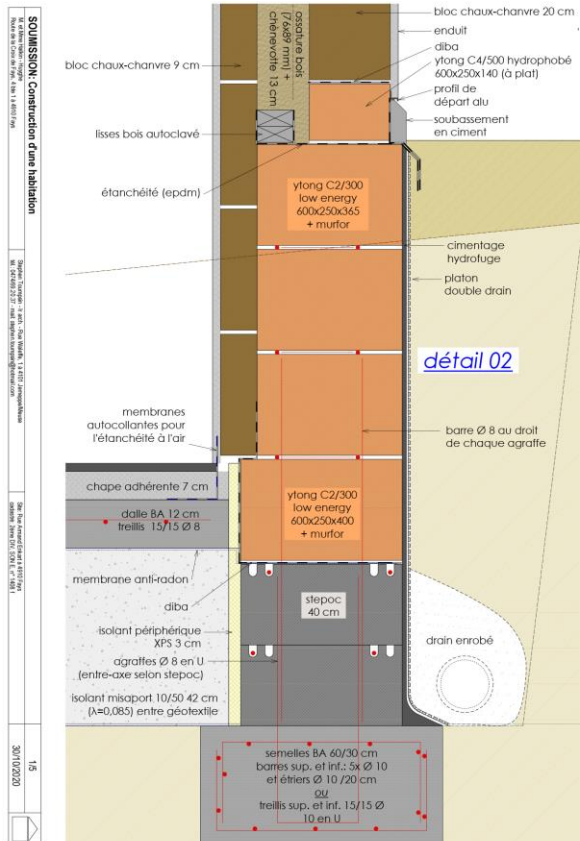 bloc chaux-chanvre 20 cm
enduit
diba
ytong C4/500 hydrophobé
600x250x140 (à plat)
profil de
départ alu
soubassement
en ciment
bloc chaux-chanvre 9 cm
ossature bois
(76x89 mm) +
chènevotte 13 cm
lisses bois autoclavé
étanchéité (epdm)
ytong C2/300
low energy
600x250x365
+ murfor
cimentage
hydrofuge
platon
double drain
détail 02
membranes
autocollantes pour
l'étanchéité à l'air
barre Ø 8 au droit
de chaque agraffe
chape adhérente 7 cm
dalle BA 12 cm
treillis 15/15 Ø 8
ytong C2/300
low energy
600x250x400
+ murfor
membrane anti-radon
diba
stepoc
40 cm
isolant périphérique
XPS 3 cm
drain enrobé
agraffes Ø 8 en U
(entre-axe selon stepoc)
isolant misaport 10/50 42 cm
(λ=0,085) entre géotextile
semelles BA 60/30 cm
barres sup. et inf.: 5x Ø 10
et étriers Ø 10 /20 cm
ou
treillis sup. et inf. 15/15 Ø
10 en U
SOUMISSION: Construction d'une habitation
1/5
30/10/2020